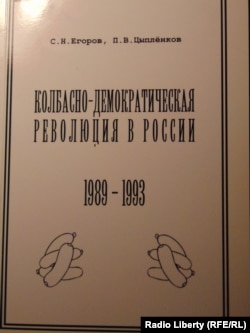 С.Н.Егоров, П.В.Цыплёнков
КОЛБАСНО-ДЕМОКРАТИЧЕСКАЯ
РЕВОЛЮЦИЯ В РОССИИ
1989 - 1993
Radio Liberty (RFE/RL)